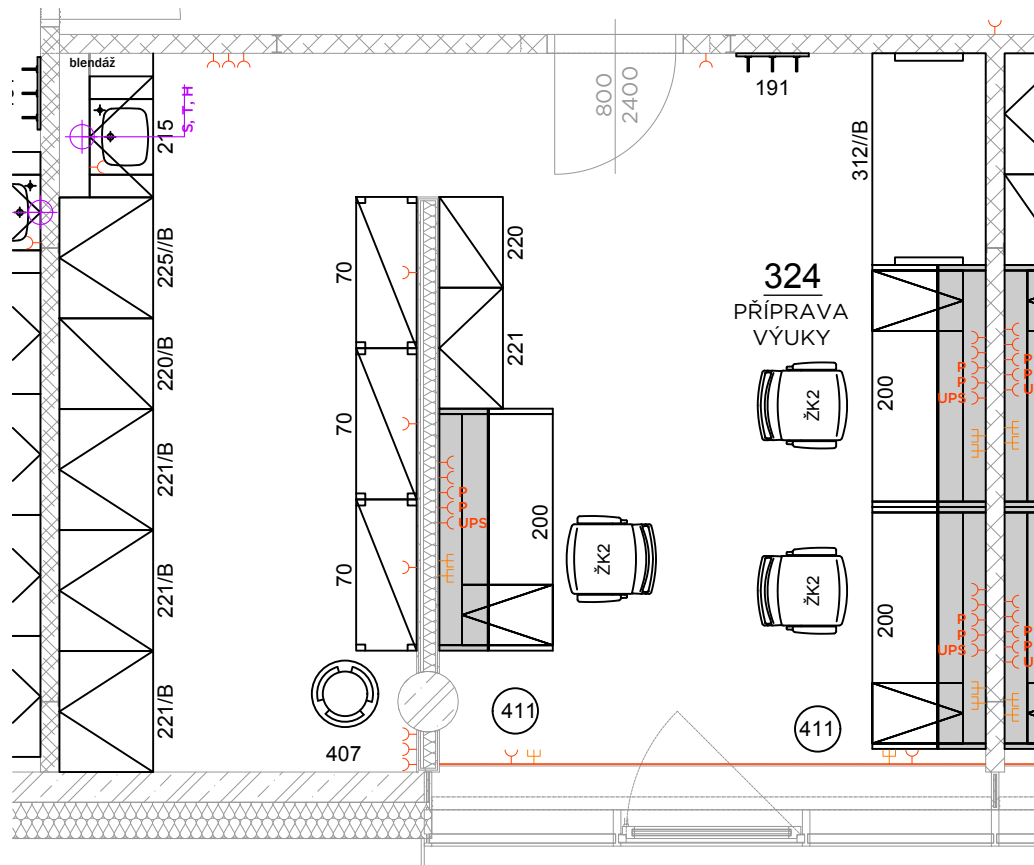 blendáž
S, T, H
215
800
2400
191
312//B
225//B
220/B
221/B
221/B
221/B
70
70
70
220
221
324
PŘÍPRAVA
VÝUKY
200
ŽK2
P
P
UPS
200
ŽK2
P
P
UPS
200
ŽK2
P
P
UPS
P
P
U
P
P
U
407
411
411